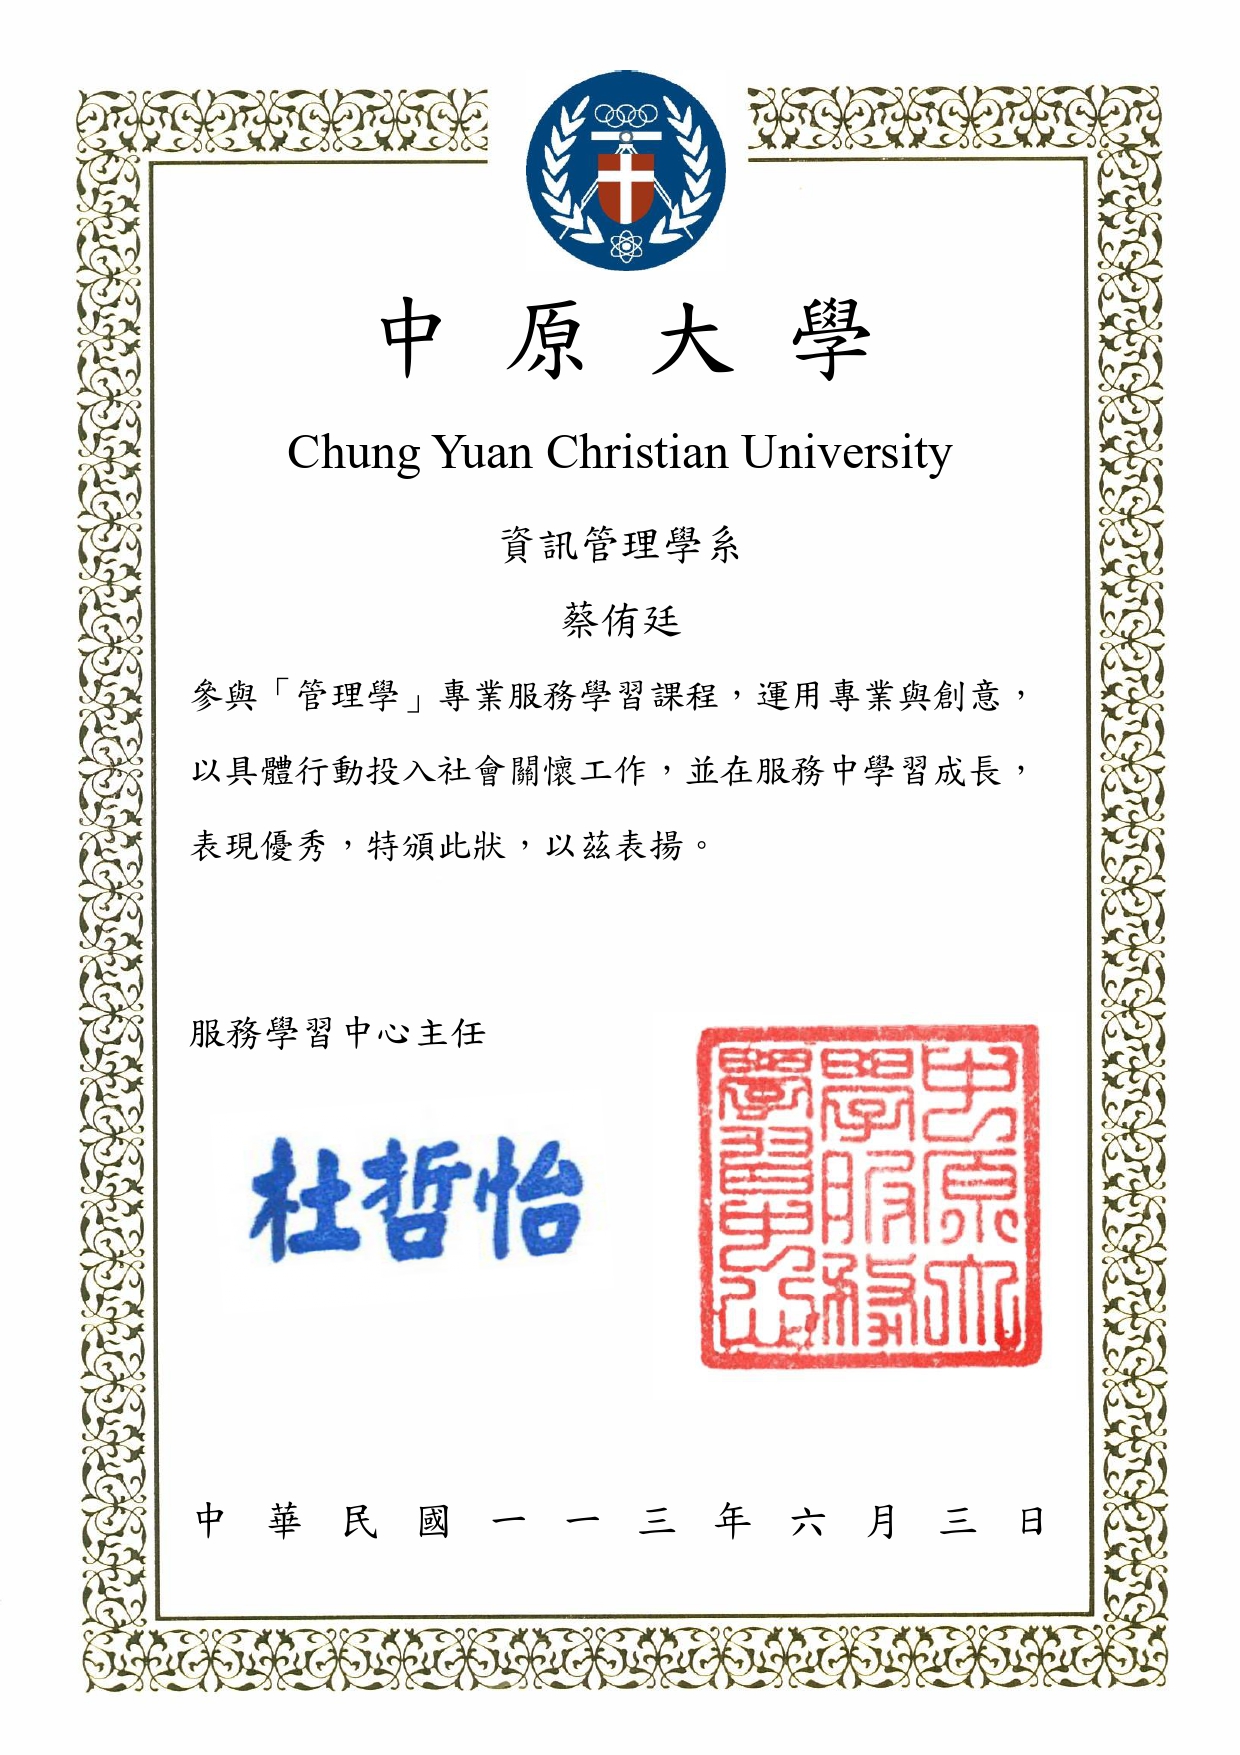 中原大學
Chung Yuan Christian University
資訊管理學系
蔡侑廷
參與「管理學」專業服務學習課程，運用專業與創意，
以具體行動投入社會關懷工作，並在服務中學習成長，
表現優秀，特頒此狀，以茲表揚。
服務學習中心主任
杜哲怡
中原大學服務學習中心
中華民國一一三年六月三日